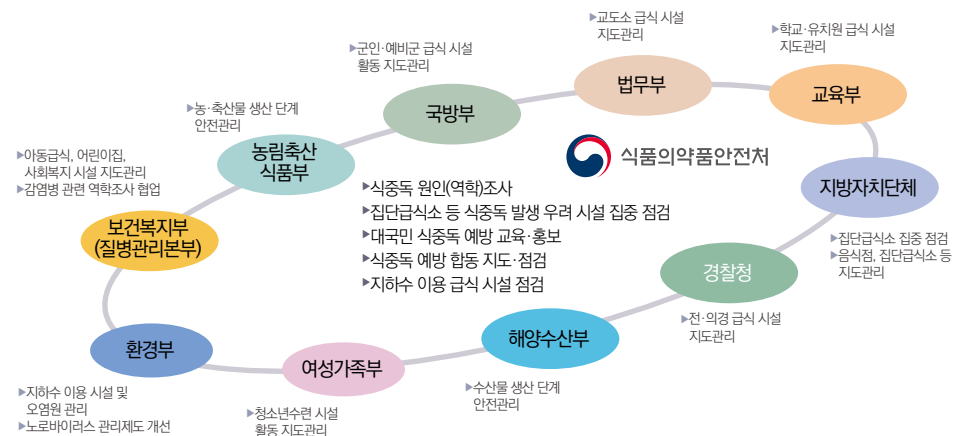 ▶교도소 급식 시설
지도관리
▶학교·유치원 급식 시설
지도관리
▶군인·예비군 급식 시설
활동 지도관리
법무부
교육부
국방부
▶농·축산물 생산 단계
안전관리
농림축산
식품부
▶아동급식, 어린이집,
사회복지 시설 지도관리
▶감염병 관련 역학조사 협업
식품의약품안전처
▶식중독 원인(역학)조사
▶집단급식소 등 식중독 발생 우려 시설 집중 점검
▶대국민 식중독 예방 교육·홍보
▶식중독 예방 합동 지도·점검
▶지하수 이용 급식 시설 점검
지방자치단체
▶집단급식소 집중 점검
▶음식점, 집단급식소 등
지도관리
보건복지부
(질병관리본부)
경찰청
▶전·의경 급식 시설
지도관리
해양수산부
▶수산물 생산 단계
안전관리
여성가족부
▶청소년수련 시설
활동 지도관리
환경부
▶지하수 이용 시설 및
오염원 관리
▶노로바이러스 관리제도 개선